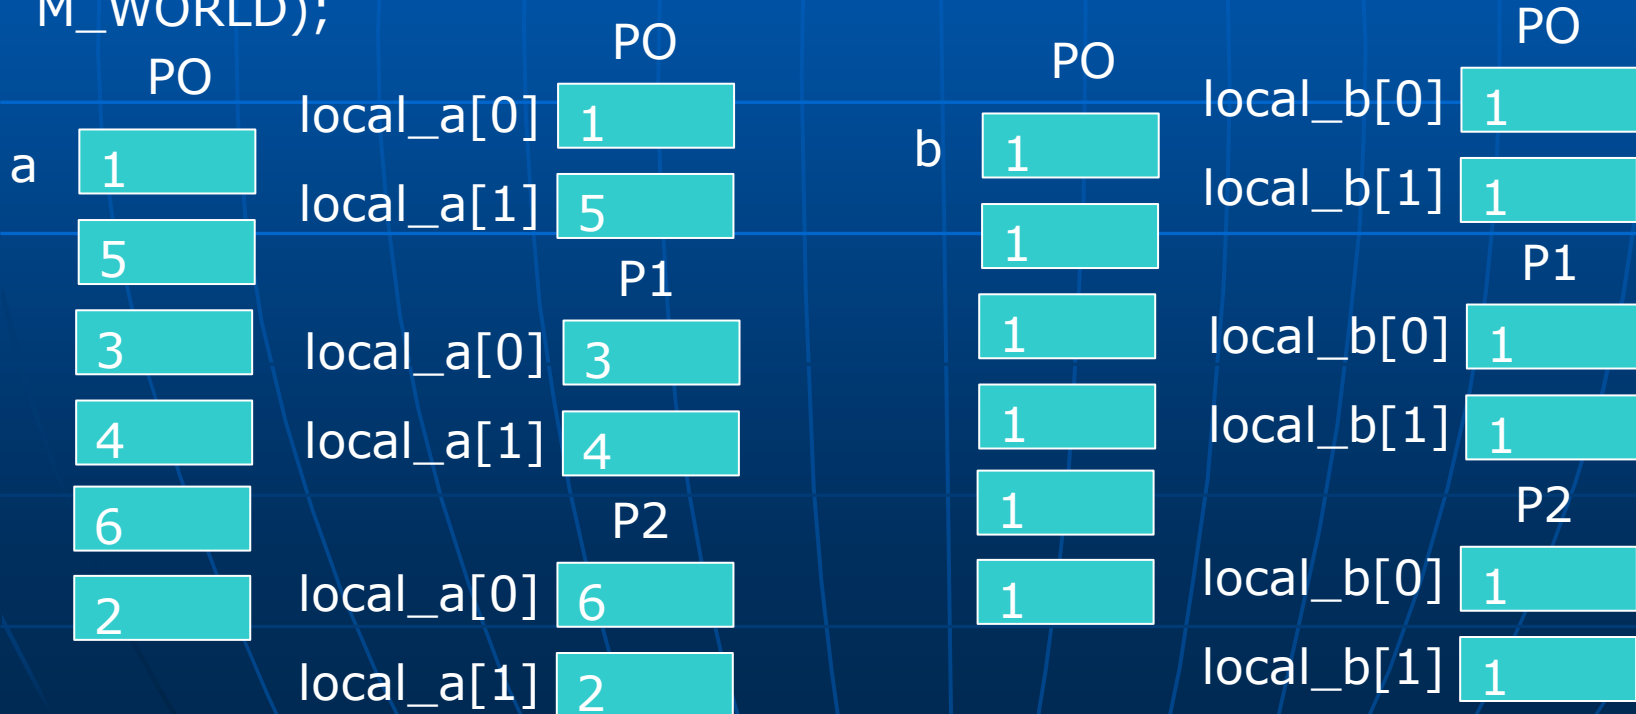 M_WORLD);
PO
a
1
5
3
4
6
2
PO
local_a[0] 1
local_a[1] 5
P1
local_a[0] 3
local_a[1] 4
P2
local_a[0] 6
local_a[1] 2
PO
b
1
1
1
1
1
1
PO
local_b[0] 1
local_b[1] 1
P1
local_b[0] 1
local_b[1] 1
P2
local_b[0] 1
local_b[1] 1